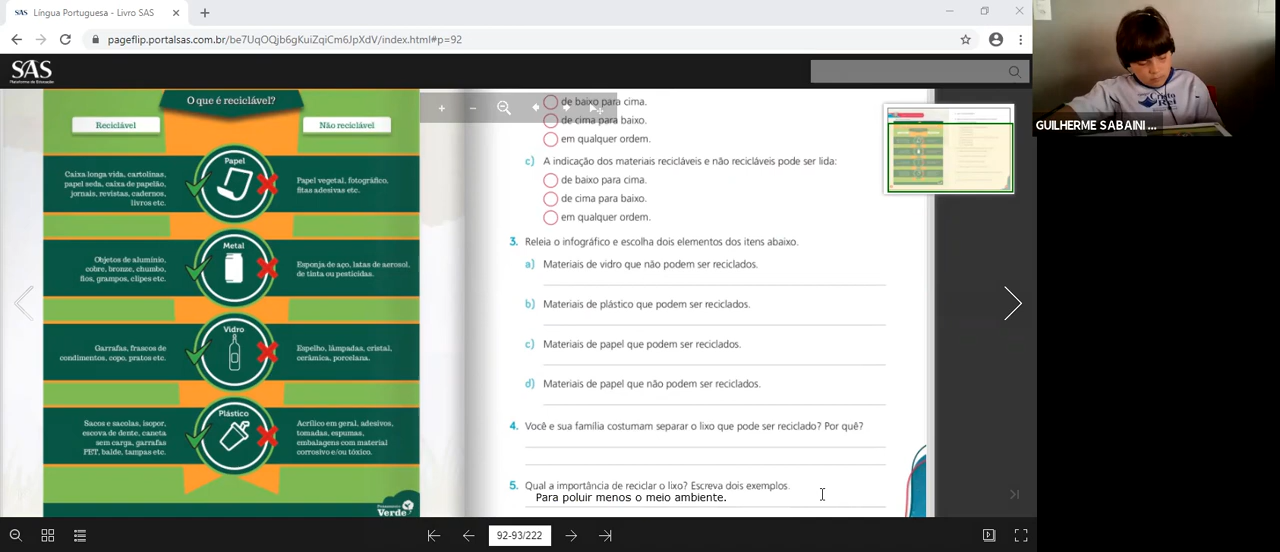 Língua Portuguesa - Livro SAS
pageflip.portalsas.com.br/be7UqOQjb6gKuiZqiCm6JpXdV/index.html#p=92
SAS
Plataforma de Educação
O que é reciclável?
Reciclável
Não reciclável
Papel
Caixa longa vida, cartolinas,
papel seda, caixa de papelão,
jornais, revistas, cadernos,
livros etc.
Papel vegetal, fotográfico,
fitas adesivas etc.
Metal
Objetos de alumínio,
cobre, bronze, chumbo,
fios, grampos, clipes etc.
Esponja de aço, latas de aerosol,
de tinta ou pesticidas.
Vidro
Garrafas, frascos de
condimentos, copo, pratos etc.
Espelho, lâmpadas, cristal,
cerâmica, porcelana.
Plástico
Sacos e sacolas, isopor,
escova de dente, caneta
sem carga, garrafas
PET, balde, tampas etc.
Acrílico em geral, adesivos,
tomadas, espumas,
embalagens com material
corrosivo e/ou tóxico.
Pensamento
Verde
de baixo para cima.
de cima para baixo.
em qualquer ordem.
c) A indicação dos materiais recicláveis e não recicláveis pode ser lida:
de baixo para cima.
de cima para baixo.
em qualquer ordem.
3. Releia o infográfico e escolha dois elementos dos itens abaixo.
a) Materiais de vidro que não podem ser reciclados.
b) Materiais de plástico que podem ser reciclados.
c) Materiais de papel que podem ser reciclados.
d) Materiais de papel que não podem ser reciclados.
4. Você e sua família costumam separar o lixo que pode ser reciclado? Por quê?
5. Qual a importância de reciclar o lixo? Escreva dois exemplos.
Para poluir menos o meio ambiente.
92-93/222
Cristo
Rei
GUILHERME SABAINI ...